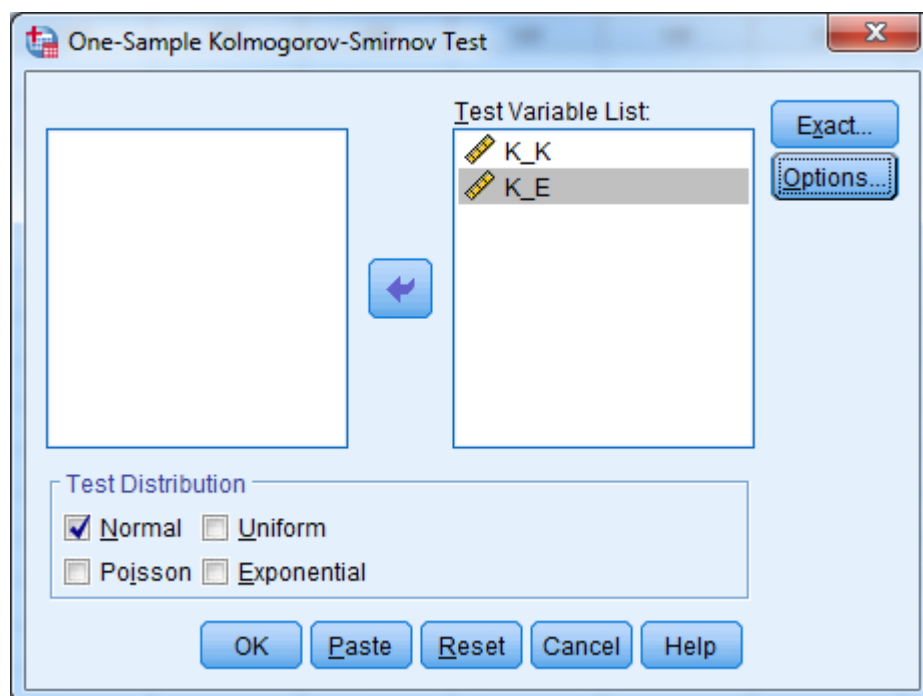 One-Sample Kolmogorov-Smirnov Test
Test Variable List:
K_K
K_E
Exact...
Options...
Test Distribution
Normal Uniform
Poisson Exponential
OK Paste Reset Cancel Help